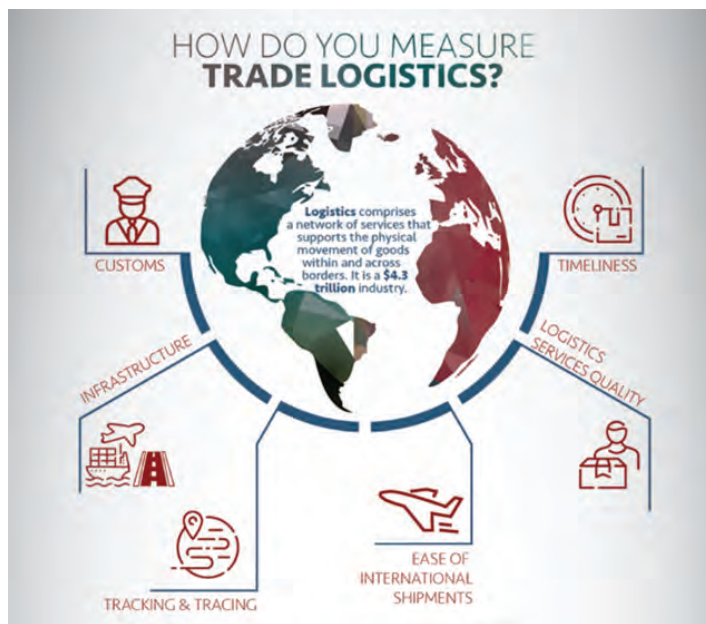 HOW DO YOU MEASURE
TRADE LOGISTICS?
Logistics comprises
a network of services that
supports the physical
movement of goods
within and across
borders. It is a $4.3
trillion industry.
CUSTOMS
TIMELINESS
INFRASTRUCTURE
LOGISTICS
SERVICES QUALITY
TRACKING & TRACING
EASE OF
INTERNATIONAL
SHIPMENTS